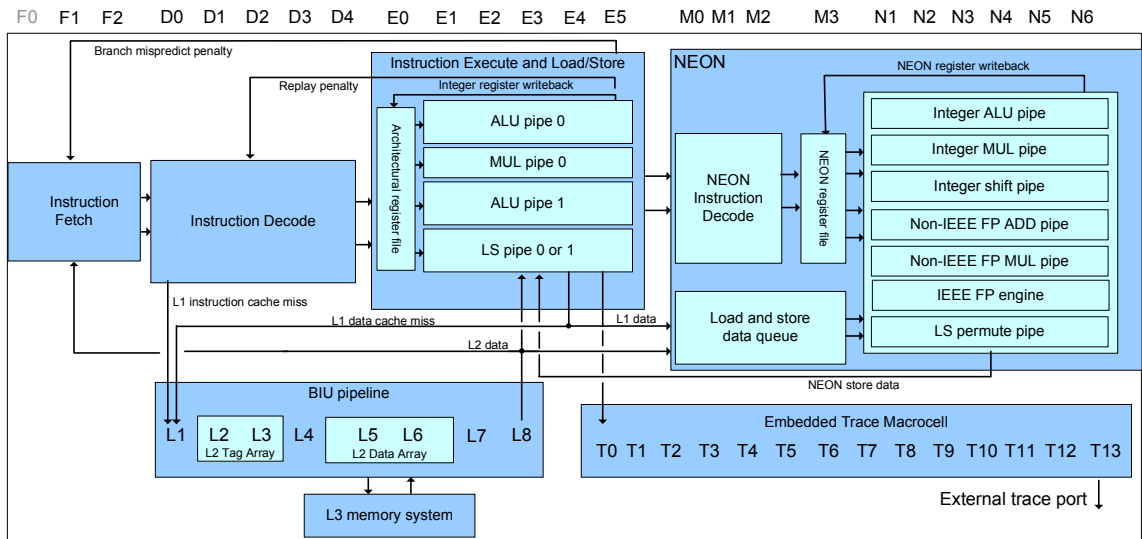 F0 F1 F2 D0 D1 D2 D3 D4 E0 E1 E2 E3 E4 E5 M0 M1 M2 M3 N1 N2 N3 N4 N5 N6
Branch mispredict penalty
Instruction Execute and Load/Store
NEON
NEON register writeback
Replay penalty
Integer register writeback
Architectural register file
ALU pipe 0
MUL pipe 0
ALU pipe 1
LS pipe 0 or 1
Instruction
Fetch
Instruction Decode
NEON
Instruction
Decode
NEON register file
Integer ALU pipe
Integer MUL pipe
Integer shift pipe
Non-IEEE FP ADD pipe
Non-IEEE FP MUL pipe
IEEE FP engine
LS permute pipe
Load and store
data queue
L1 instruction cache miss
L1 data cache miss
L1 data
L2 data
NEON store data
BIU pipeline
L1 L2 L3 L4 L5 L6 L7 L8
L2 Tag Array
L2 Data Array
L3 memory system
Embedded Trace Macrocell
T0 T1 T2 T3 T4 T5 T6 T7 T8 T9 T10 T11 T12 T13
External trace port